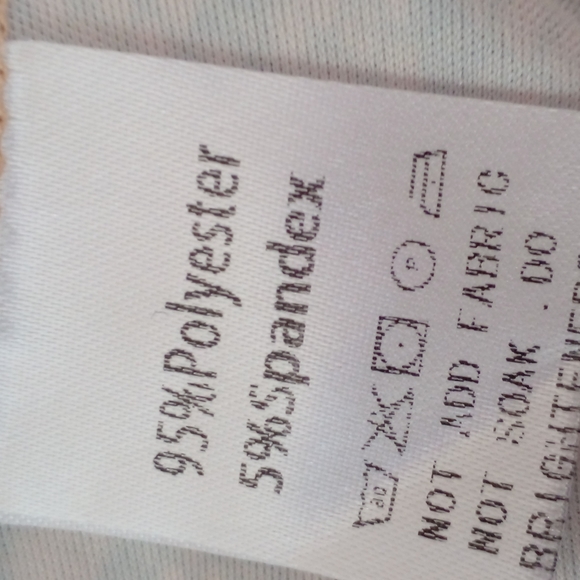 95%Polyester
5%Spandex
NOT ADD FABRIC
NOT SOAK .DO